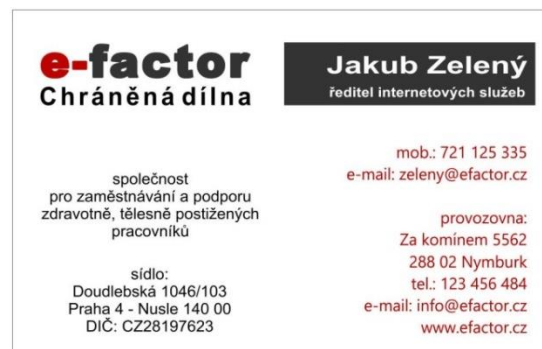 e-factor
Chráněná dílna
společnost
pro zaměstnávání a podporu
zdravotně, tělesně postižených
pracovníků
sídlo:
Doudlebská 1046/103
Praha 4 - Nusle 140 00
DIČ: CZ28197623
Jakub Zelený
ředitel internetových služeb
mob.: 721 125 335
e-mail: zeleny@efactor.cz
provozovna:
Za komínem 5562
288 02 Nymburk
tel.: 123 456 484
e-mail: info@efactor.cz
www.efactor.cz